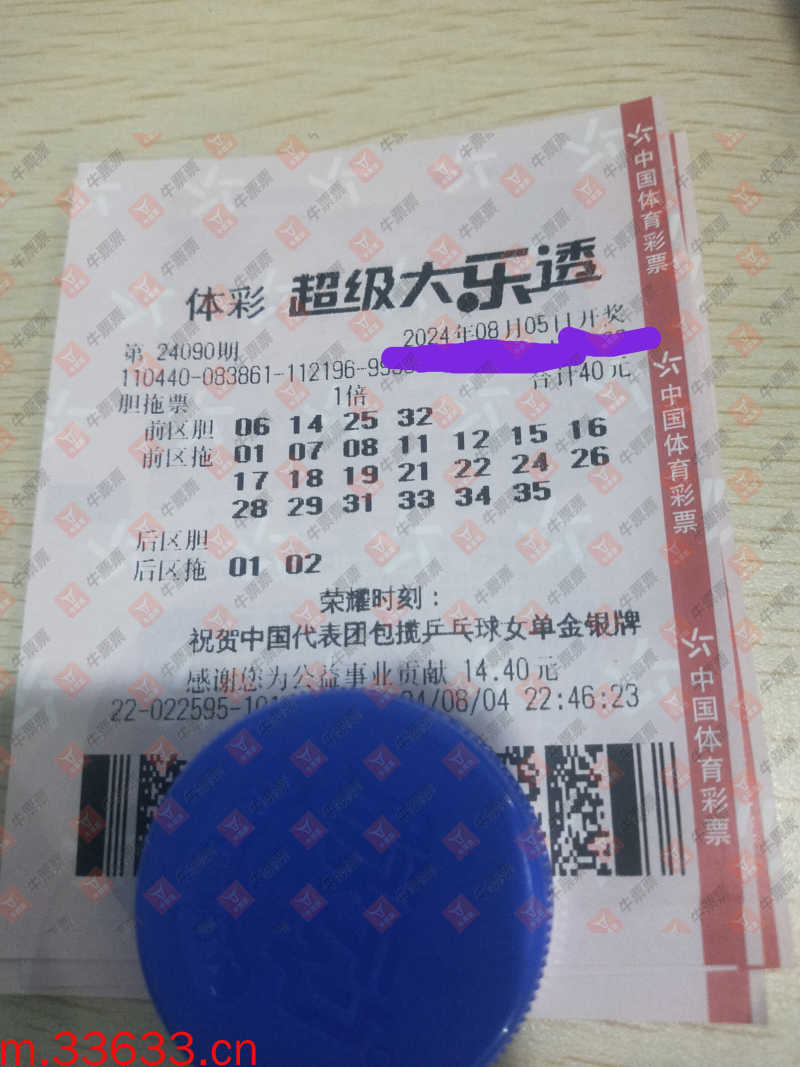 体彩 超级大乐透
第 24090期 2024年08月05日开奖
110440-083861-112196-99
合计40元
胆拖票 1倍
前区胆 06 14 25 32
前区拖 01 07 08 11 12 15 16
17 18 19 21 22 24 26
28 29 31 33 34 35
后区胆
后区拖 01 02
荣耀时刻：
祝贺中国代表团包揽乒乓球女单金银牌
感谢您为公益事业贡献 14.40元
22-022595-101 /08/04 22:46:23
中国体育彩票
中国体育彩票
中国体育彩票
牛票票
m.33633.cn